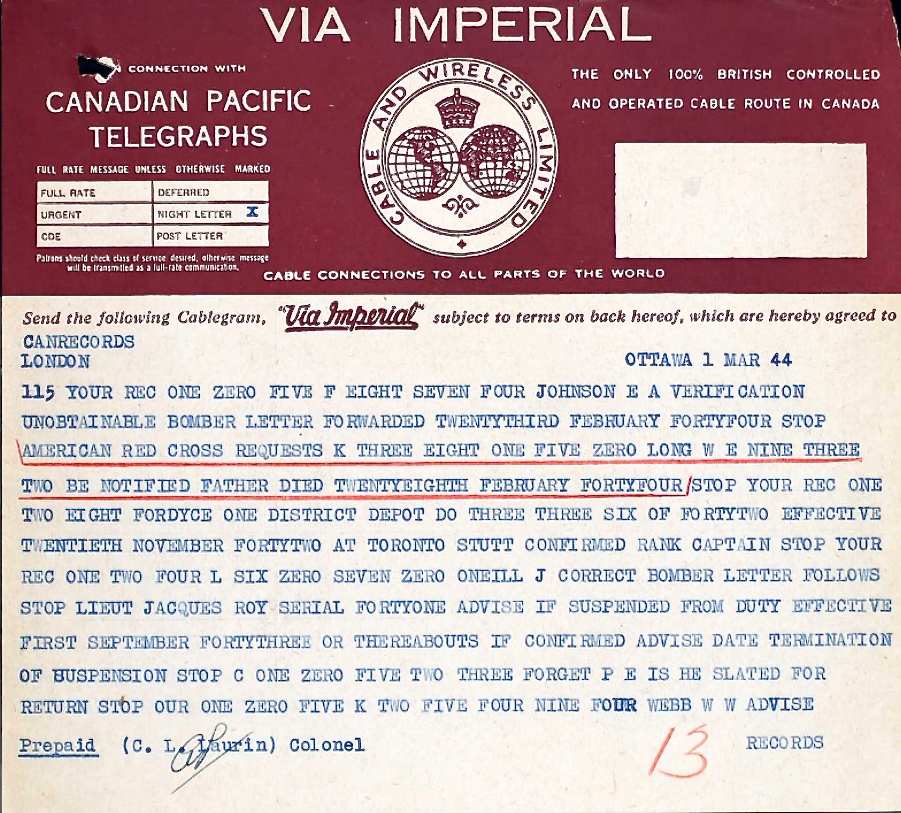 VIA IMPERIAL
CONNECTION WITH
CANADIAN PACIFIC
TELEGRAPHS
THE ONLY 100% BRITISH CONTROLLED
AND OPERATED CABLE ROUTE IN CANADA
CABLE AND WIRELESS LIMITED
FULL RATE MESSAGE UNLESS OTHERWISE MARKED
FULL RATE DEFERRED
URGENT NIGHT LETTER X
CDE POST LETTER
Patrons should check class of service desired, otherwise message
will be transmitted as a full-rate communication.
CABLE CONNECTIONS TO ALL PARTS OF THE WORLD
Send the following Cablegram, "Via Imperial" subject to terms on back hereof, which are hereby agreed to
CANRECORDS
LONDON OTTAWA 1 MAR 44
115 YOUR REC ONE ZERO FIVE F EIGHT SEVEN FOUR JOHNSON E A VERIFICATION
UNOBTAINABLE BOMBER LETTER FORWARDED TWENTYTHIRD FEBRUARY FORTYFOUR STOP
AMERICAN RED CROSS REQUESTS K THREE EIGHT ONE FIVE ZERO LONG W E NINE THREE
TWO BE NOTIFIED FATHER DIED TWENTYEIGHTH FEBRUARY FORTYFOUR/STOP YOUR REC ONE
TWO EIGHT FORDYCE ONE DISTRICT DEPOT DO THREE THREE SIX OF FORTYTWO EFFECTIVE
TWENTIETH NOVEMBER FORTYTWO AT TORONTO STUTT CONFIRMED RANK CAPTAIN STOP YOUR
REC ONE TWO FOUR L SIX ZERO SEVEN ZERO ONEILL J CORRECT BOMBER LETTER FOLLOWS
STOP LIEUT JACQUES ROY SERIAL FORTYONE ADVISE IF SUSPENDED FROM DUTY EFFECTIVE
FIRST SEPTEMBER FORTYTHREE OR THEREABOUTS IF CONFIRMED ADVISE DATE TERMINATION
OF SUSPENSION STOP C ONE ZERO FIVE TWO THREE FORGET P E IS HE SLATED FOR
RETURN STOP OUR ONE ZERO FIVE K TWO FIVE FOUR NINE FOUR WEBB W W ADVISE
Prepaid (C. L. Laurin) Colonel 13 RECORDS